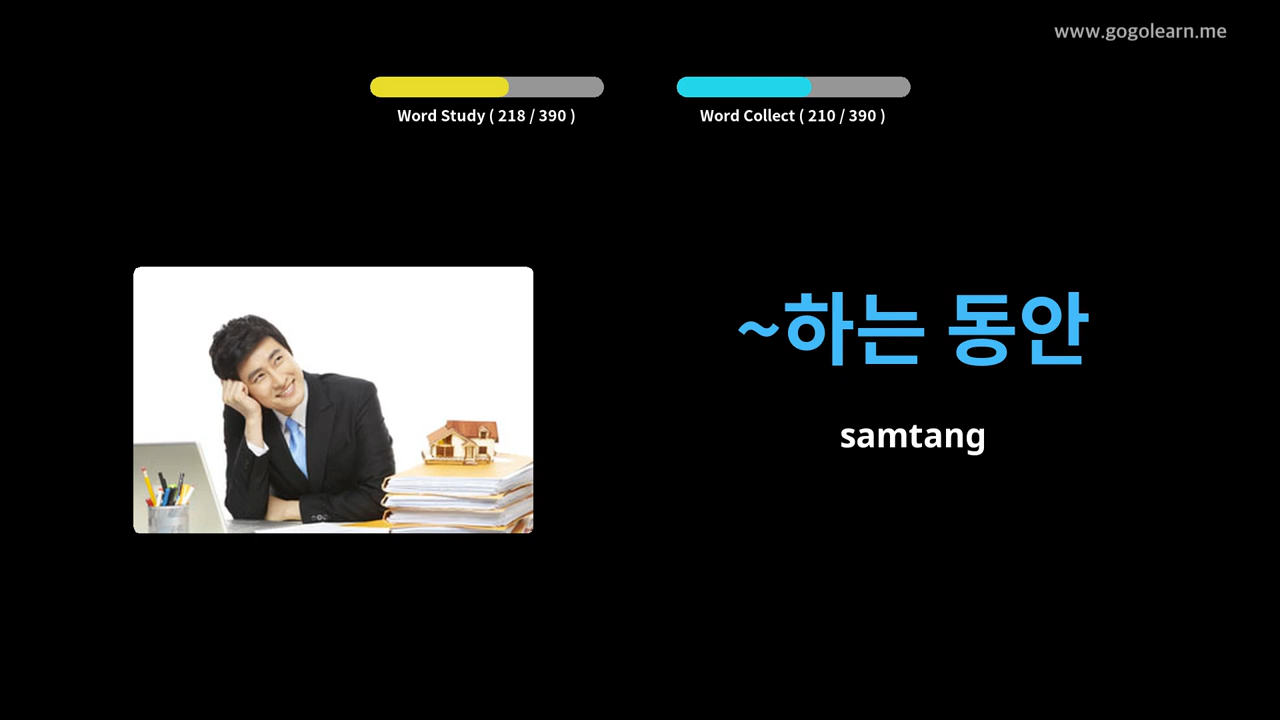 www.gogolearn.me
Word Study ( 218 / 390 )
Word Collect ( 210 / 390 )
~하는 동안
samtang